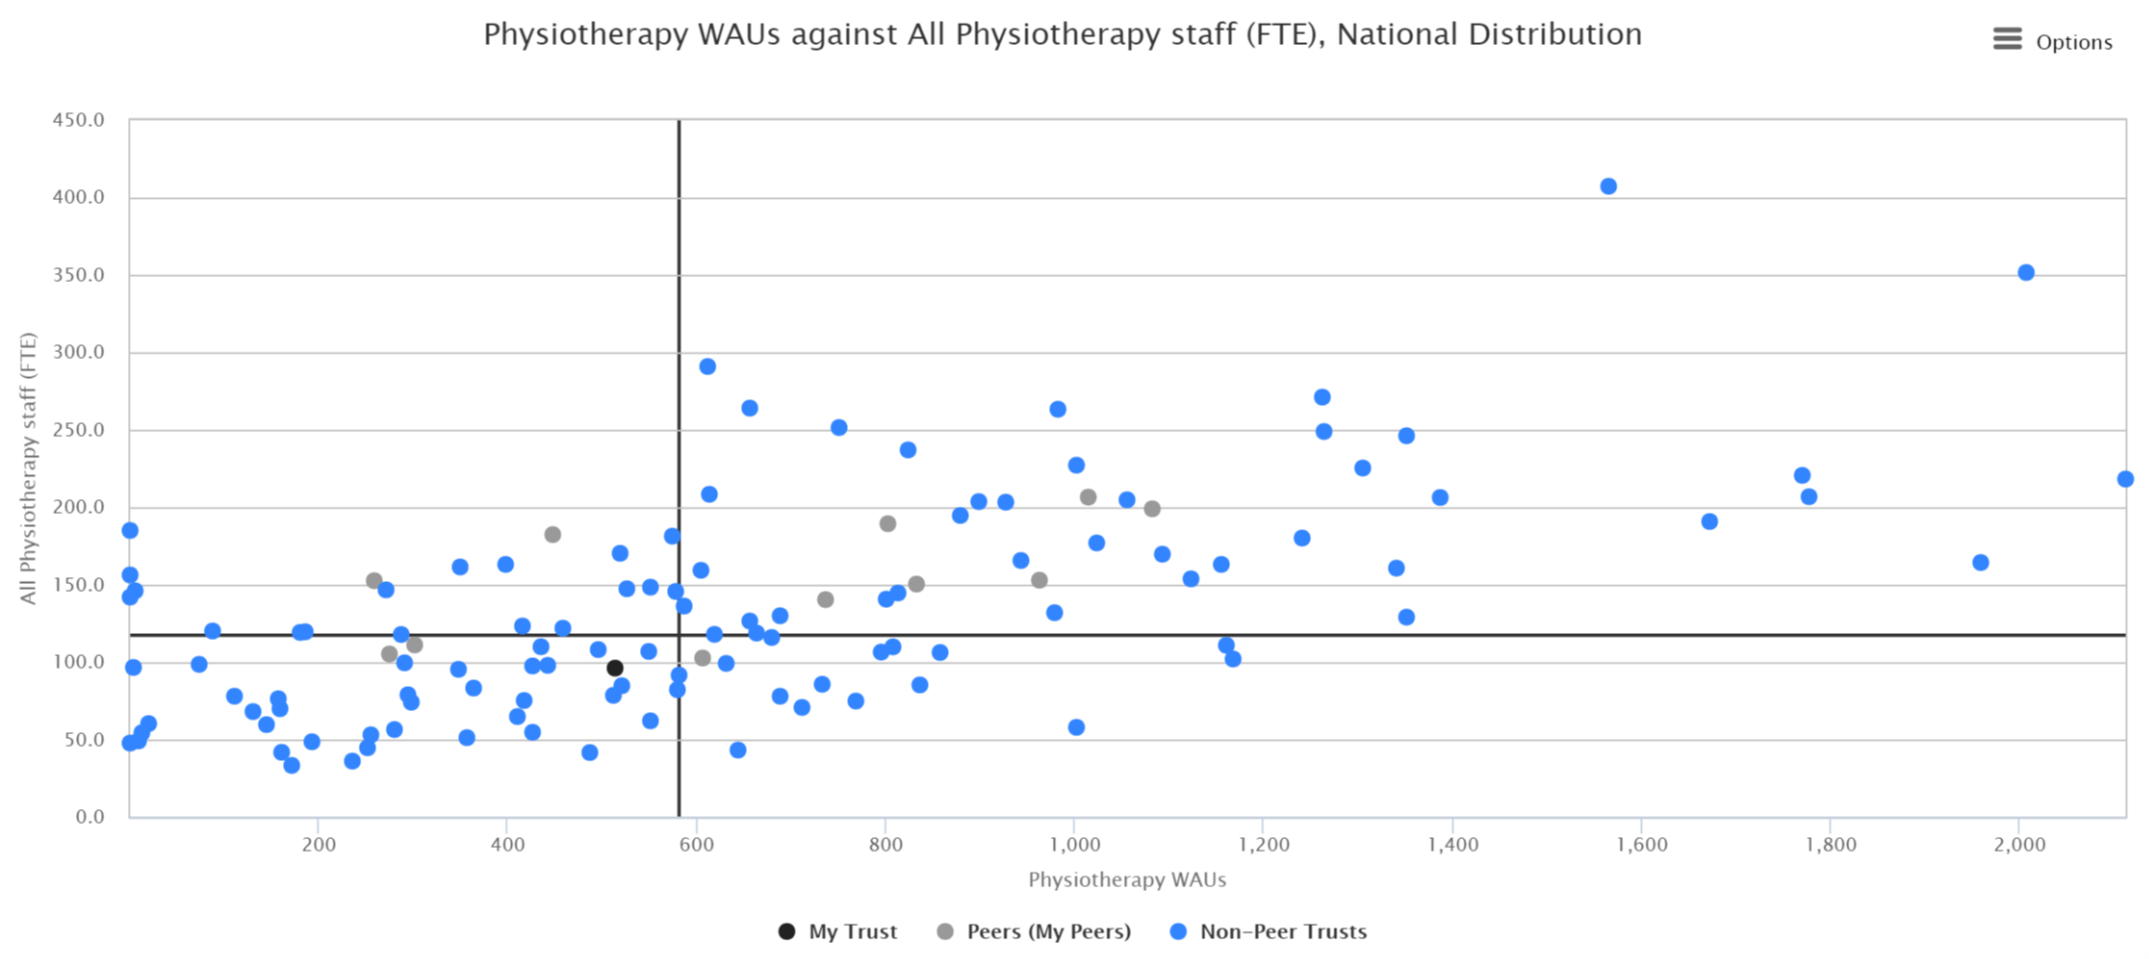 Physiotherapy WAUs against All Physiotherapy staff (FTE), National Distribution
Options
All Physiotherapy staff (FTE)
450.0
400.0
350.0
300.0
250.0
200.0
150.0
100.0
50.0
0.0
200 400 600 800 1,000 1,200 1,400 1,600 1,800 2,000
Physiotherapy WAUs
My Trust Peers (My Peers) Non-Peer Trusts